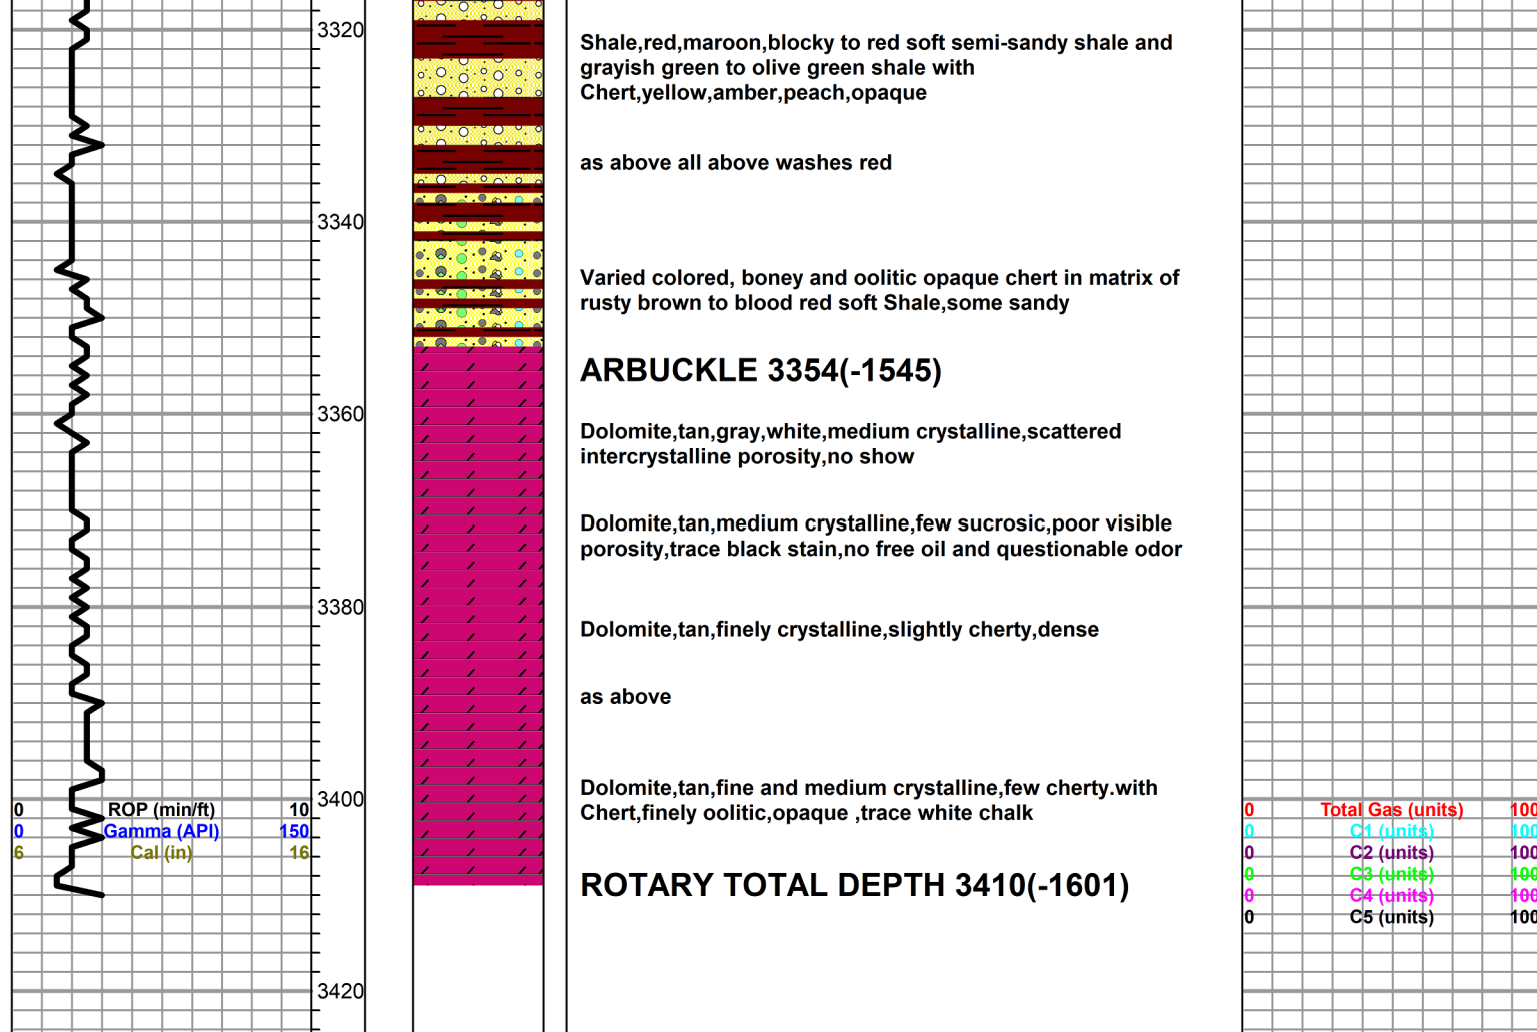 3320
Shale,red,maroon,blocky to red soft semi-sandy shale and
grayish green to olive green shale with
Chert,yellow,amber,peach,opaque
as above all above washes red
3340
Varied colored, boney and oolitic opaque chert in matrix of
rusty brown to blood red soft Shale,some sandy
ARBUCKLE 3354(-1545)
3360
Dolomite,tan,gray,white,medium crystalline,scattered
intercrystalline porosity,no show
Dolomite,tan,medium crystalline,few sucrosic,poor visible
porosity,trace black stain,no free oil and questionable odor
3380
Dolomite,tan,finely crystalline,slightly cherty,dense
as above
Dolomite,tan,fine and medium crystalline,few cherty.with
Chert,finely oolitic,opaque ,trace white chalk
3400
0 ROP (min/ft) 10
0 Gamma (API) 150
6 Cal (in) 16
0 Total Gas (units) 100
0 C1 (units) 100
0 C2 (units) 100
0 C3 (units) 100
0 C4 (units) 100
0 C5 (units) 100
ROTARY TOTAL DEPTH 3410(-1601)
3420